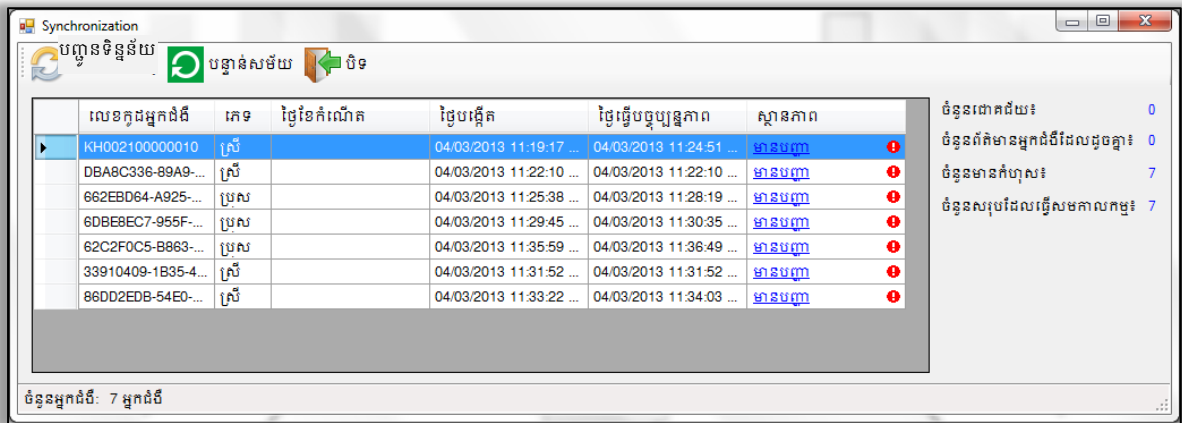 Synchronization
បញ្ជូនទិន្នន័យ បន្ទាន់សម័យ បិទ
លេខកូដអ្នកជំងឺ ភេទ ថ្ងៃខែកំណើត ថ្ងៃបង្កើត ថ្ងៃធ្វើបច្ចុប្បន្នភាព ស្ថានភាព
KH002100000010 ស្រី 04/03/2013 11:19:17 ... 04/03/2013 11:24:51 ... មានបញ្ហា
DBA8C336-89A9-... ស្រី 04/03/2013 11:22:10 ... 04/03/2013 11:22:10 ... មានបញ្ហា
662EBD64-A925-... ប្រុស 04/03/2013 11:25:38 ... 04/03/2013 11:28:19 ... មានបញ្ហា
6DBE8EC7-955F-... ប្រុស 04/03/2013 11:29:45 ... 04/03/2013 11:30:35 ... មានបញ្ហា
62C2F0C5-B863-... ប្រុស 04/03/2013 11:35:59 ... 04/03/2013 11:36:49 ... មានបញ្ហា
33910409-1B35-4... ស្រី 04/03/2013 11:31:52 ... 04/03/2013 11:31:52 ... មានបញ្ហា
86DD2EDB-54E0-... ស្រី 04/03/2013 11:33:22 ... 04/03/2013 11:34:03 ... មានបញ្ហា
ចំនួនជោគជ័យ៖ 0
ចំនួនព័ត៌មានអ្នកជំងឺដែលដូចគ្នា៖ 0
ចំនួនមានកំហុស៖ 7
ចំនួនសរុបដែលធ្វើសមកាលកម្ម៖ 7
ចំនួនអ្នកជំងឺ: 7 អ្នកជំងឺ